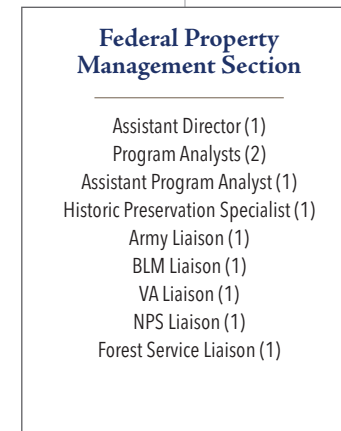 Federal Property
Management Section
Assistant Director (1)
Program Analysts (2)
Assistant Program Analyst (1)
Historic Preservation Specialist (1)
Army Liaison (1)
BLM Liaison (1)
VA Liaison (1)
NPS Liaison (1)
Forest Service Liaison (1)